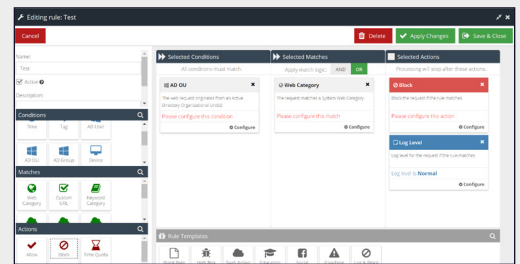 Editing rule: Test
Cancel
Delete
Apply Changes
Save & Close
Name:
Test
Active
Description:
Conditions
Time
Tag
AD User
AD OU
AD Group
Device
Matches
Web Category
Custom URL
Keyword Category
Actions
Allow
Block
Time Quota
Selected Conditions
All conditions must match.
AD OU
The web request originates from an Active
Directory Organisational Unit(s)
Please configure this condition
Configure
Selected Matches
Apply match logic:
AND
OR
Web Category
The request matches a System Web Category
Please configure this match
Configure
Selected Actions
Processing will stop after these actions.
Block
Block the request if the rule matches
Please configure this action
Configure
Log Level
Log level for the request if the rule matches
Log level is Normal
Configure
Rule Templates